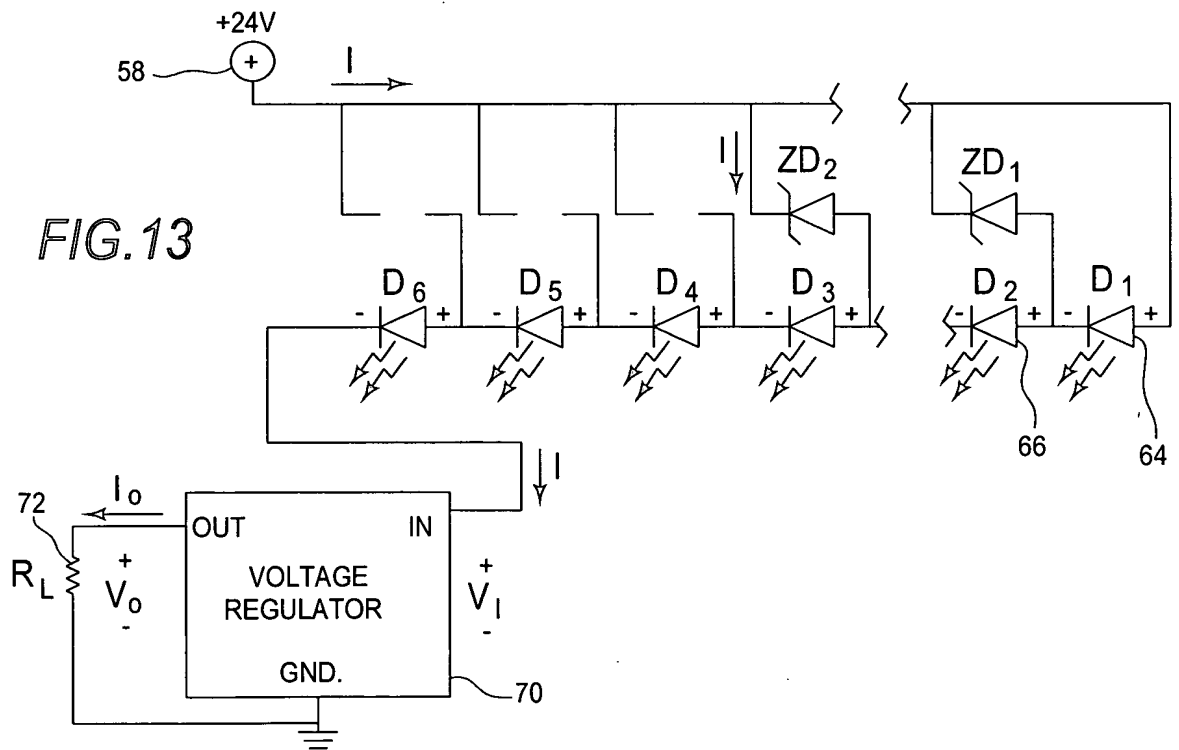 +24V
58
+
I
I
ZD2
ZD1
FIG.13
D6
D5
D4
D3
D2
D1
- + - + - + - + - + - +
66
64
I
72
Io
OUT
IN
RL
+
Vo
-
VOLTAGE
REGULATOR
+
VI
-
GND.
70